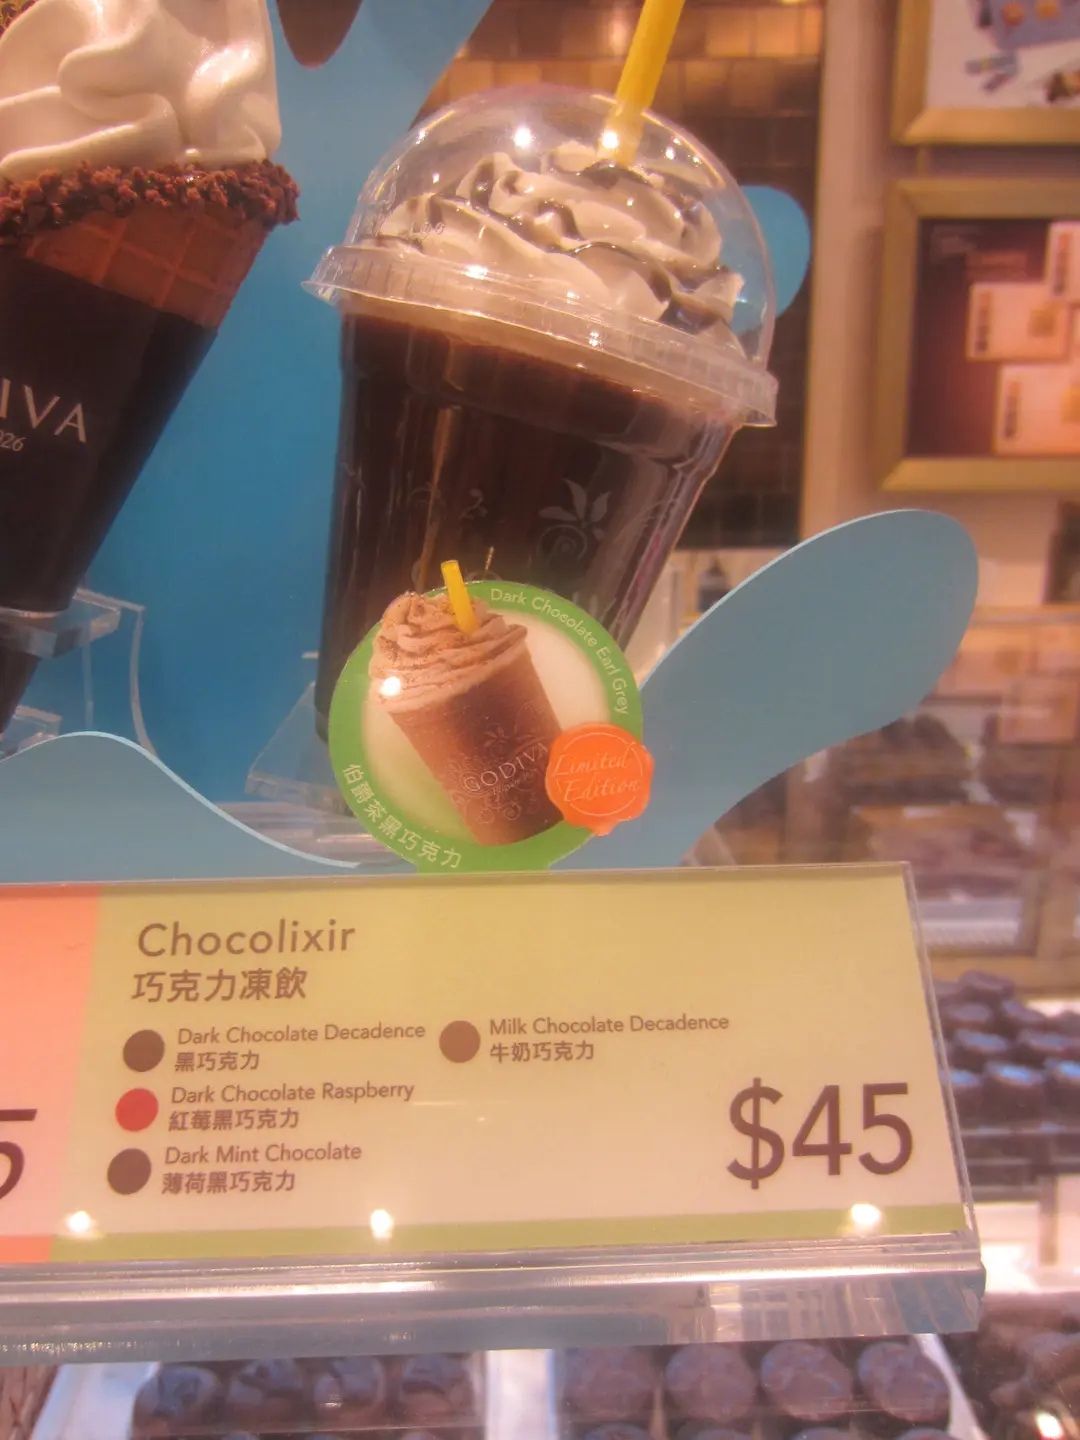 IVA
Dark Chocolate Earl Grey
GODIVA
Limited
Edition
伯爵茶黑巧克力
Chocolixir
巧克力凍飲
Dark Chocolate Decadence
黑巧克力
Milk Chocolate Decadence
牛奶巧克力
Dark Chocolate Raspberry
紅莓黑巧克力
Dark Mint Chocolate
薄荷黑巧克力
$45
5